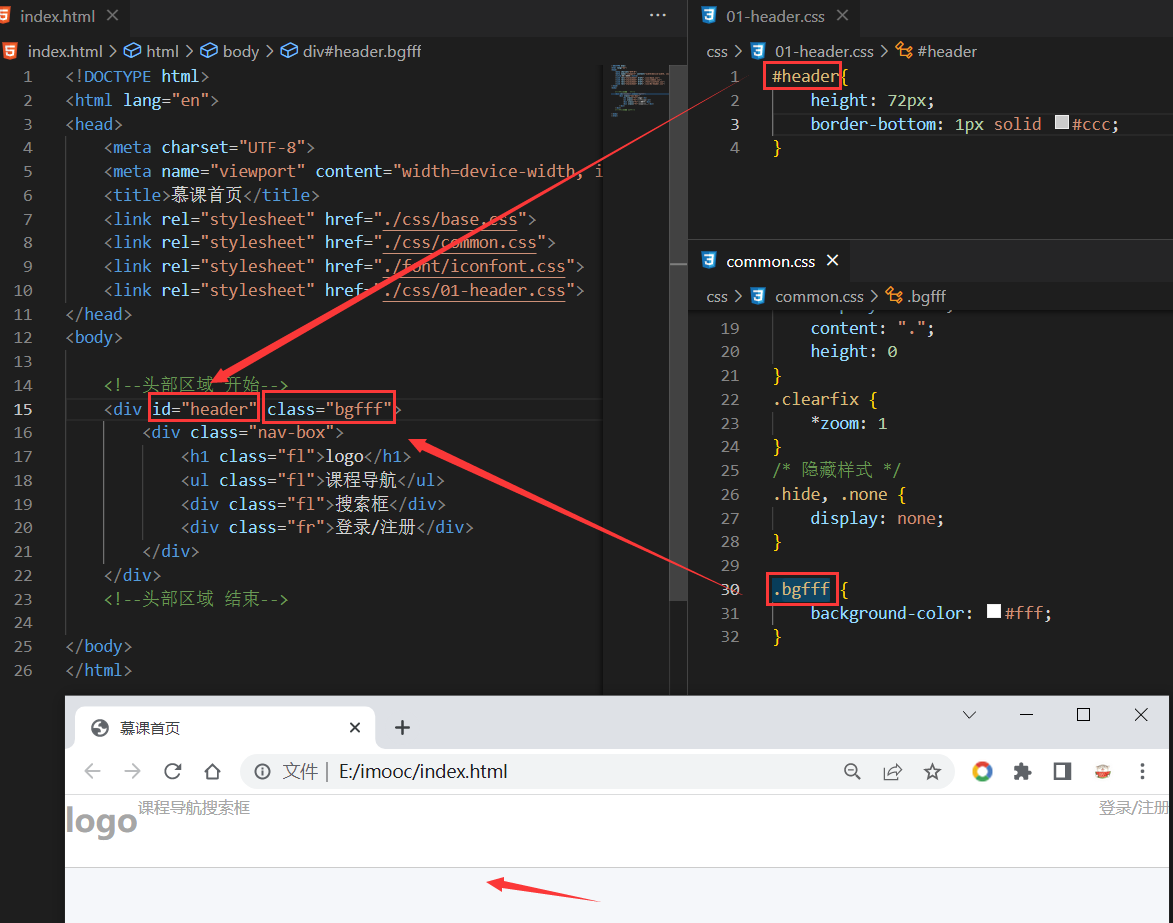 index.html
index.html > html > body > div#header.bgfff
1 <!DOCTYPE html>
2 <html lang="en">
3 <head>
4 <meta charset="UTF-8">
5 <meta name="viewport" content="width=device-width, i
6 <title>慕课首页</title>
7 <link rel="stylesheet" href="./css/base.css">
8 <link rel="stylesheet" href="./css/common.css">
9 <link rel="stylesheet" href="./font/iconfont.css">
10 <link rel="stylesheet" href="./css/01-header.css">
11 </head>
12 <body>
13
14 <!--头部区域 开始-->
15 <div id="header" class="bgfff">
16 <div class="nav-box">
17 <h1 class="fl">logo</h1>
18 <ul class="fl">课程导航</ul>
19 <div class="fl">搜索框</div>
20 <div class="fr">登录/注册</div>
21 </div>
22 </div>
23 <!--头部区域 结束-->
24
25 </body>
26 </html>
01-header.css
css > 01-header.css > #header
1 #header{
2 height: 72px;
3 border-bottom: 1px solid #ccc;
4 }
common.css
css > common.css > .bgfff
19 content: ".";
20 height: 0
21 }
22 .clearfix {
23 *zoom: 1
24 }
25 /* 隐藏样式 */
26 .hide, .none {
27 display: none;
28 }
29
30 .bgfff {
31 background-color: #fff;
32 }
慕课首页
文件 | E:/imooc/index.html
logo 课程导航搜索框 登录/注册